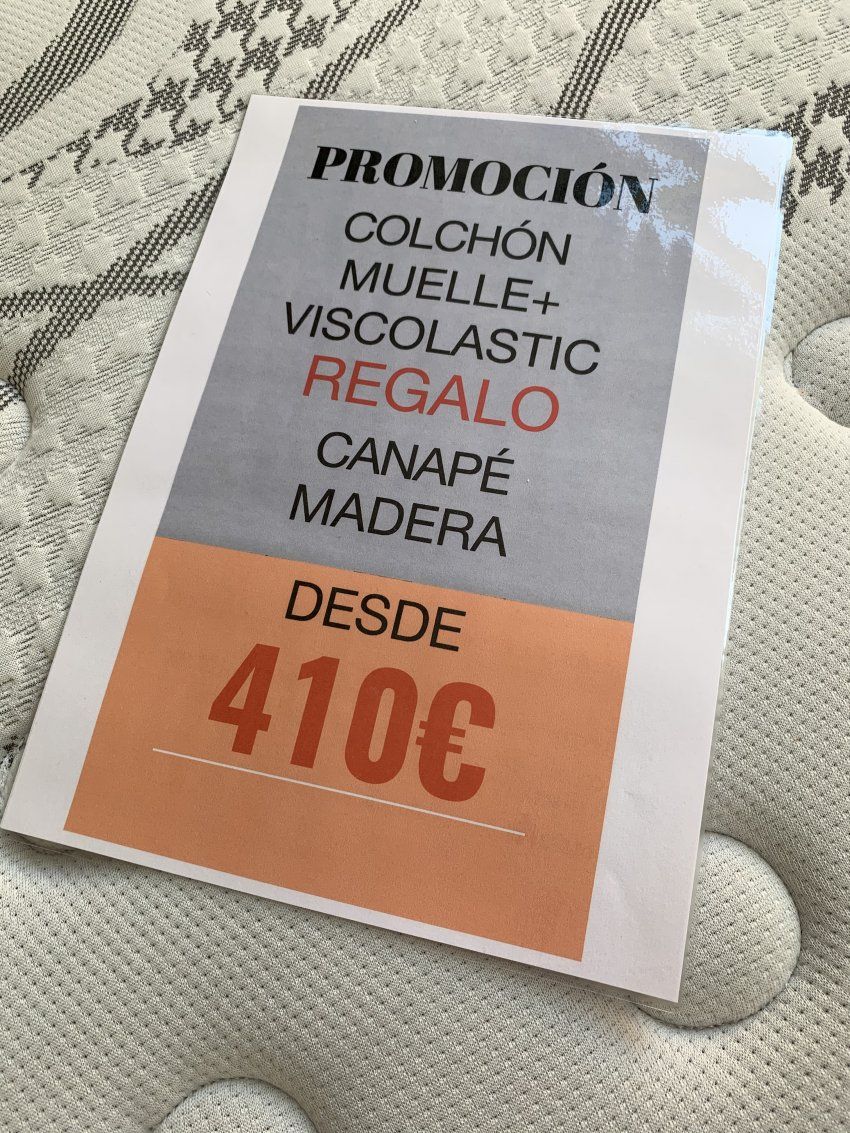 PROMOCIÓN
COLCHÓN
MUELLE+
VISCOLASTIC
REGALO
CANAPÉ
MADERA
DESDE
410€